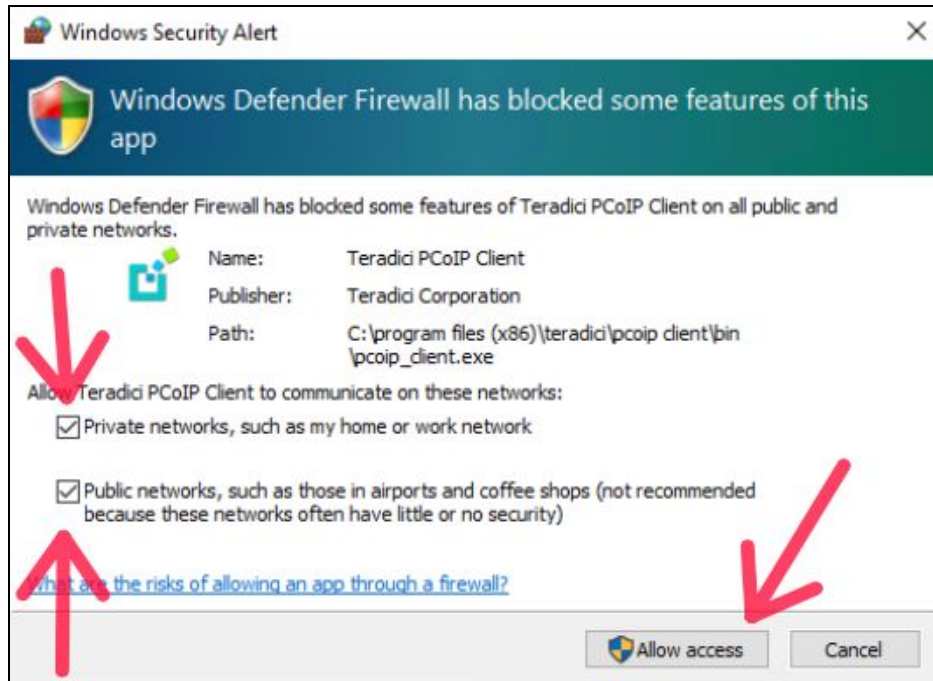 Windows Security Alert
Windows Defender Firewall has blocked some features of this
app
Windows Defender Firewall has blocked some features of Teradici PCoIP Client on all public and
private networks.
Name: Teradici PCoIP Client
Publisher: Teradici Corporation
Path: C:\program files (x86)\teradici\pcoip client\bin
\pcoip_client.exe
Allow Teradici PCoIP Client to communicate on these networks:
Private networks, such as my home or work network
Public networks, such as those in airports and coffee shops (not recommended
because these networks often have little or no security)
What are the risks of allowing an app through a firewall?
Allow access Cancel